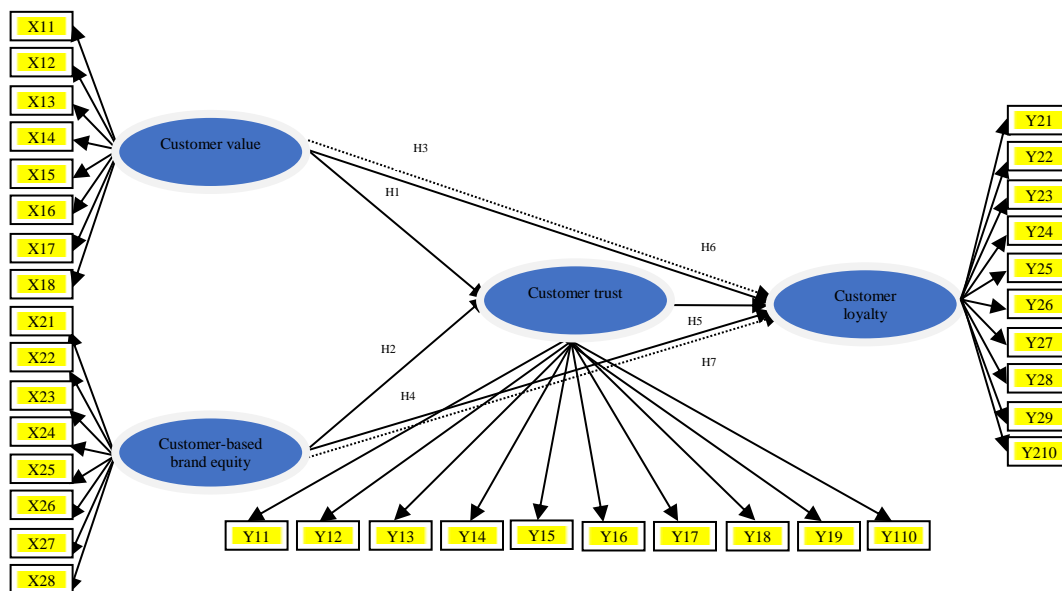 X11
X12
X13
X14
X15
X16
X17
X18
X21
X22
X23
X24
X25
X26
X27
X28
Customer value
Customer-based
brand equity
H3
H1
H6
H2
H4
H5
H7
Customer trust
Customer
loyalty
Y11
Y12
Y13
Y14
Y15
Y16
Y17
Y18
Y19
Y110
Y21
Y22
Y23
Y24
Y25
Y26
Y27
Y28
Y29
Y210